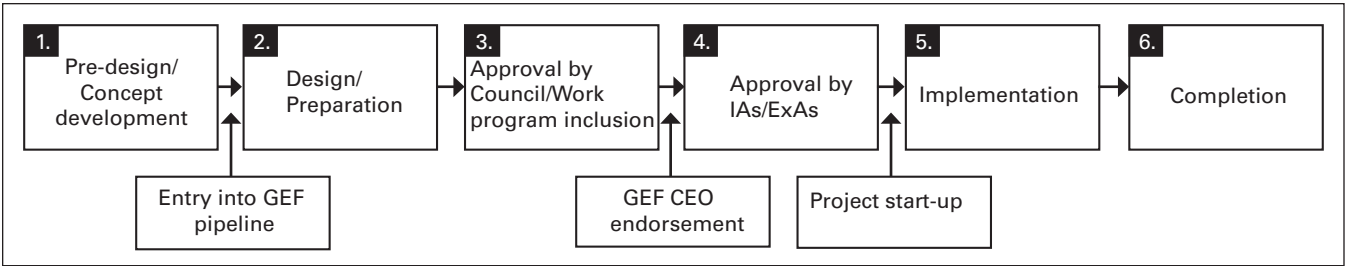 1.
Pre-design/
Concept
development
2.
Design/
Preparation
3.
Approval by
Council/Work
program inclusion
4.
Approval by
IAs/ExAs
5.
Implementation
6.
Completion
Entry into GEF
pipeline
GEF CEO
endorsement
Project start-up